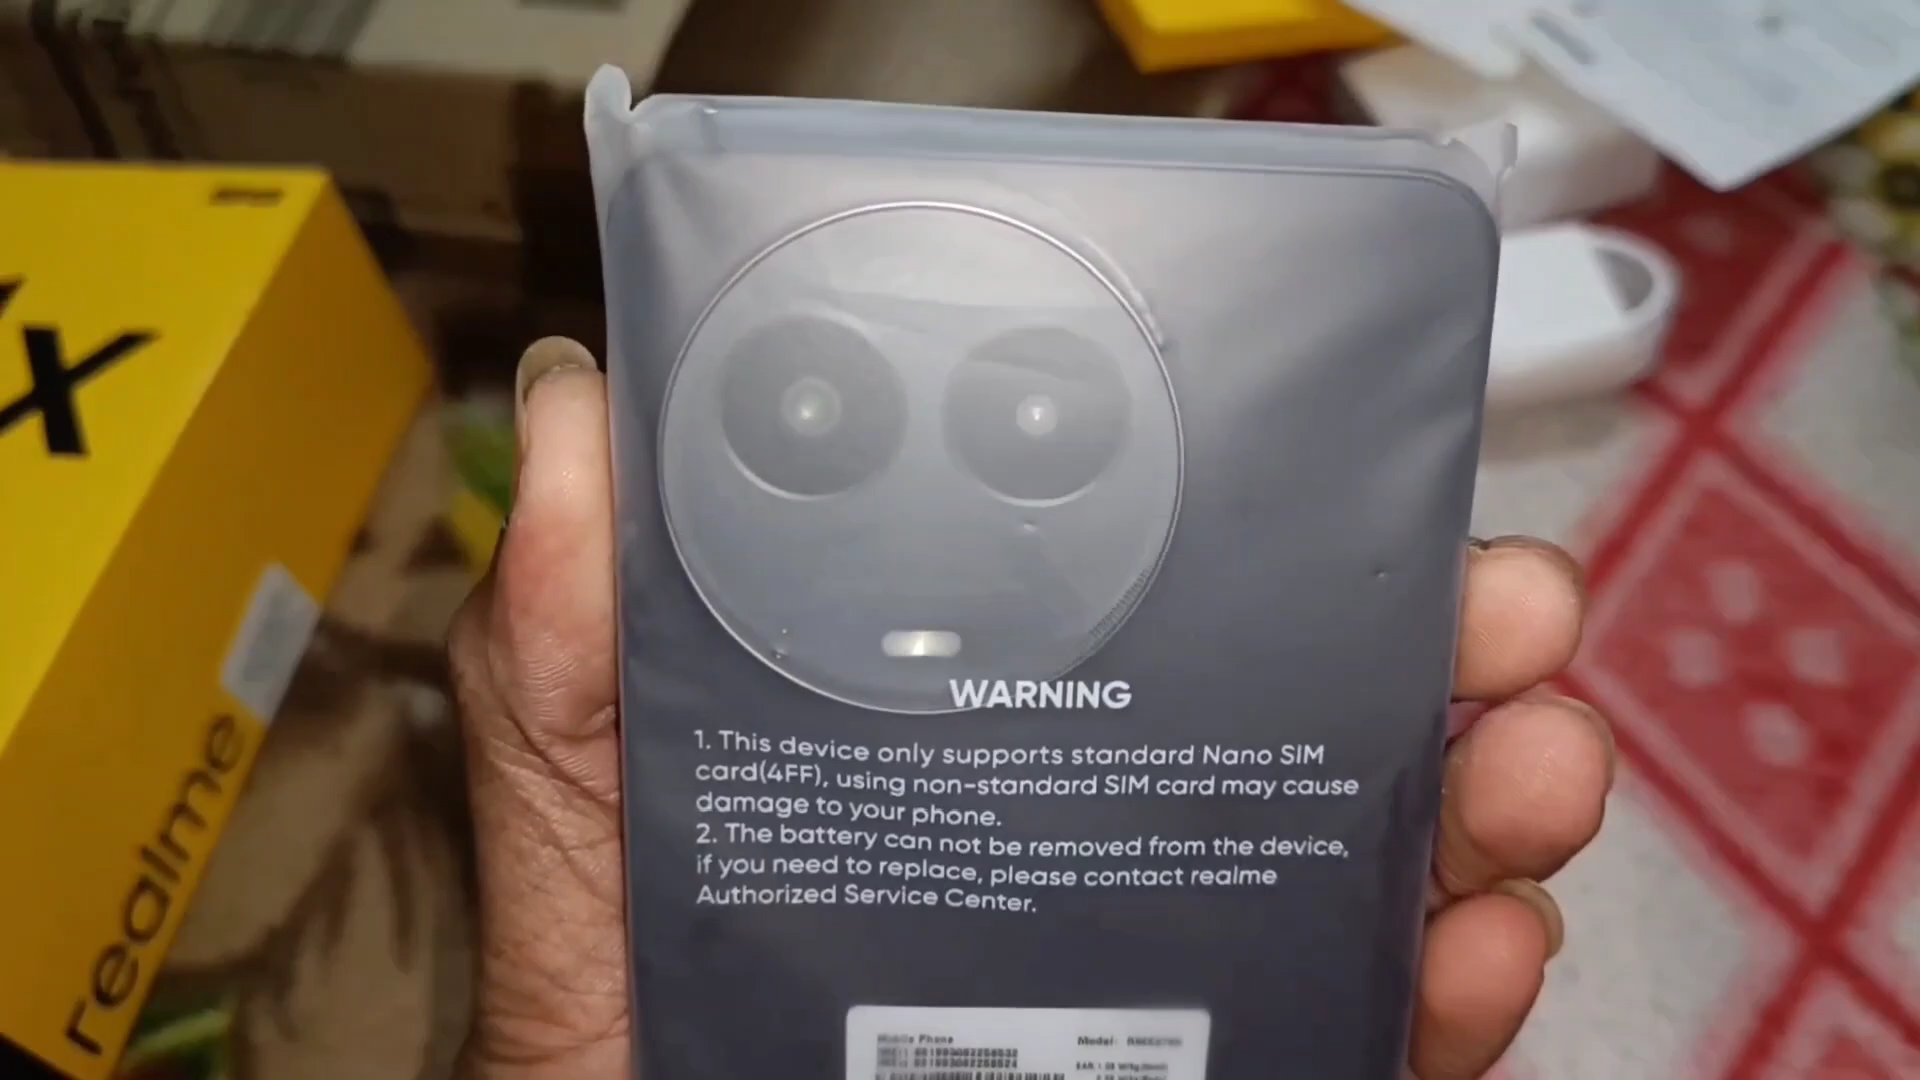 x
realme
WARNING
1. This device only supports standard Nano SIM
card(4FF), using non-standard SIM card may cause
damage to your phone.
2. The battery can not be removed from the device,
if you need to replace, please contact realme
Authorized Service Center.
Mobile Phone
Model: